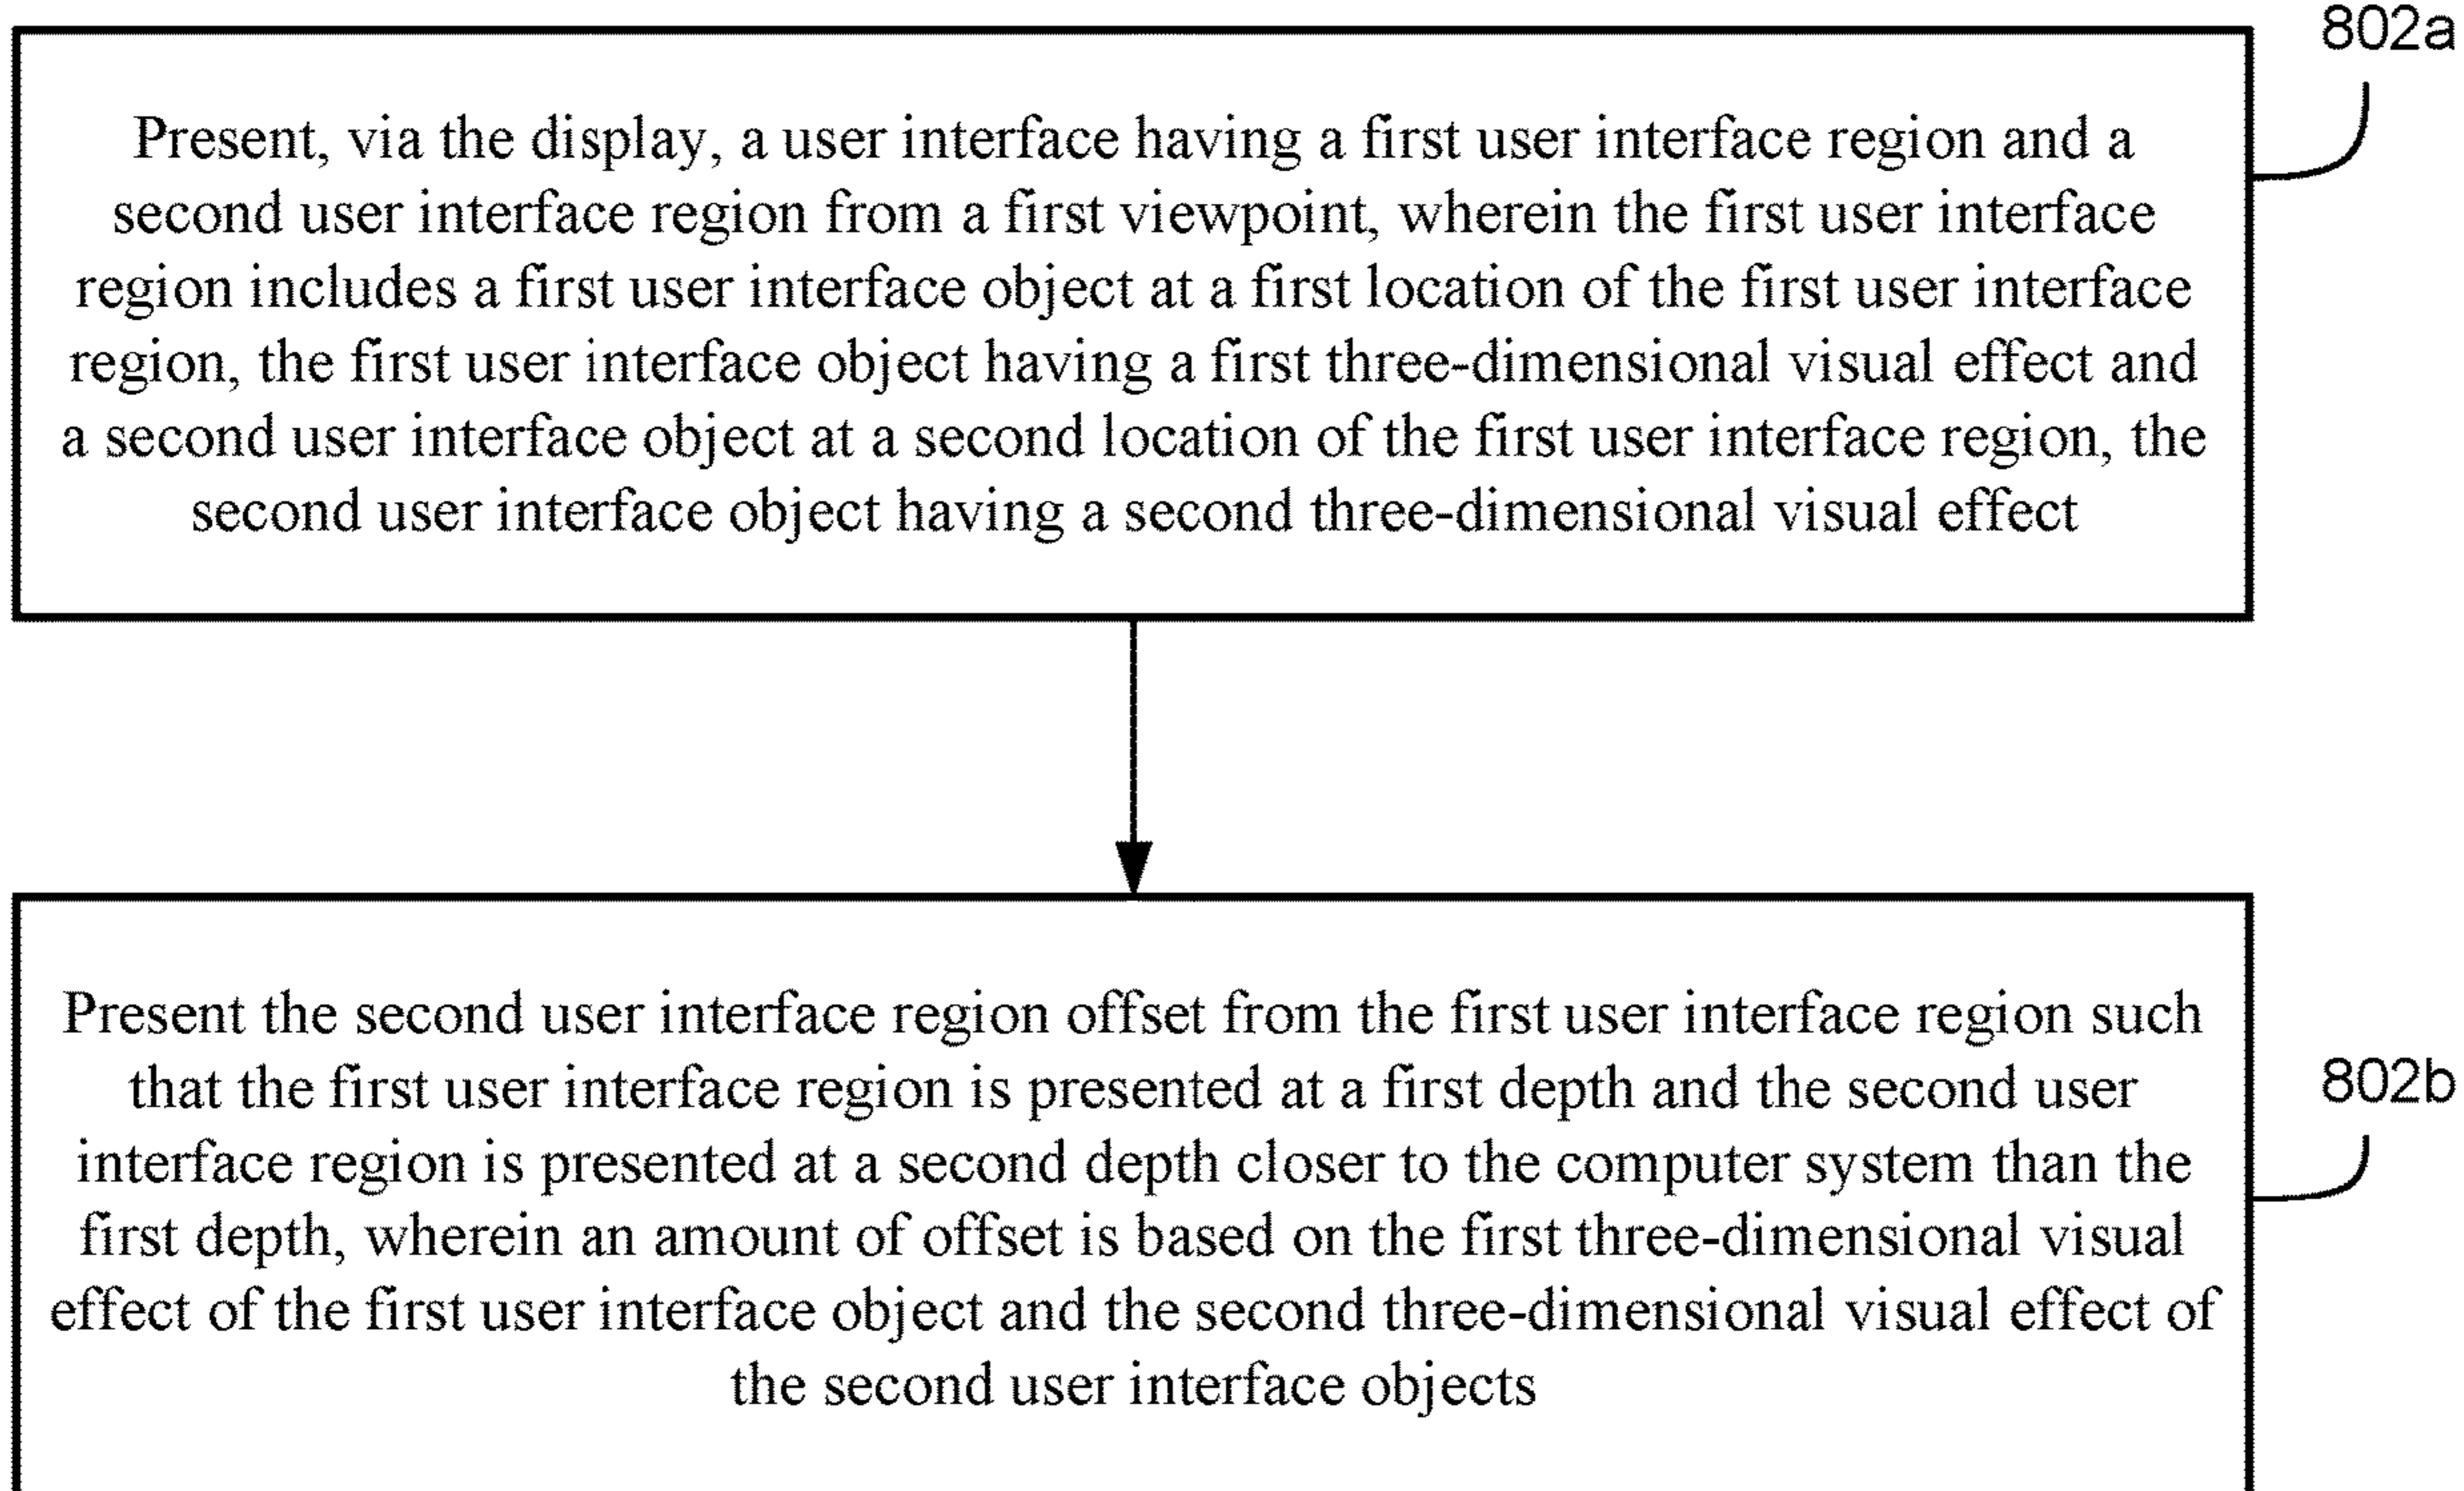 802a
Present, via the display, a user interface having a first user interface region and a
second user interface region from a first viewpoint, wherein the first user interface
region includes a first user interface object at a first location of the first user interface
region, the first user interface object having a first three-dimensional visual effect and
a second user interface object at a second location of the first user interface region, the
second user interface object having a second three-dimensional visual effect
Present the second user interface region offset from the first user interface region such
that the first user interface region is presented at a first depth and the second user
802b
interface region is presented at a second depth closer to the computer system than the
first depth, wherein an amount of offset is based on the first three-dimensional visual
effect of the first user interface object and the second three-dimensional visual effect of
the second user interface objects